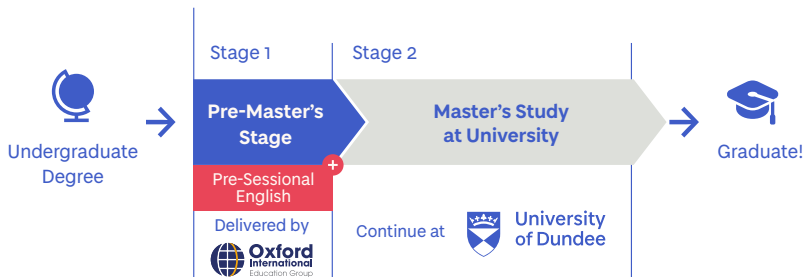 Stage 1
Stage 2
Undergraduate
Degree
Pre-Master's
Stage
+
Pre-Sessional
English
Delivered by
Oxford
International
Education Group
Master's Study
at University
Continue at
University
of Dundee
Graduate!